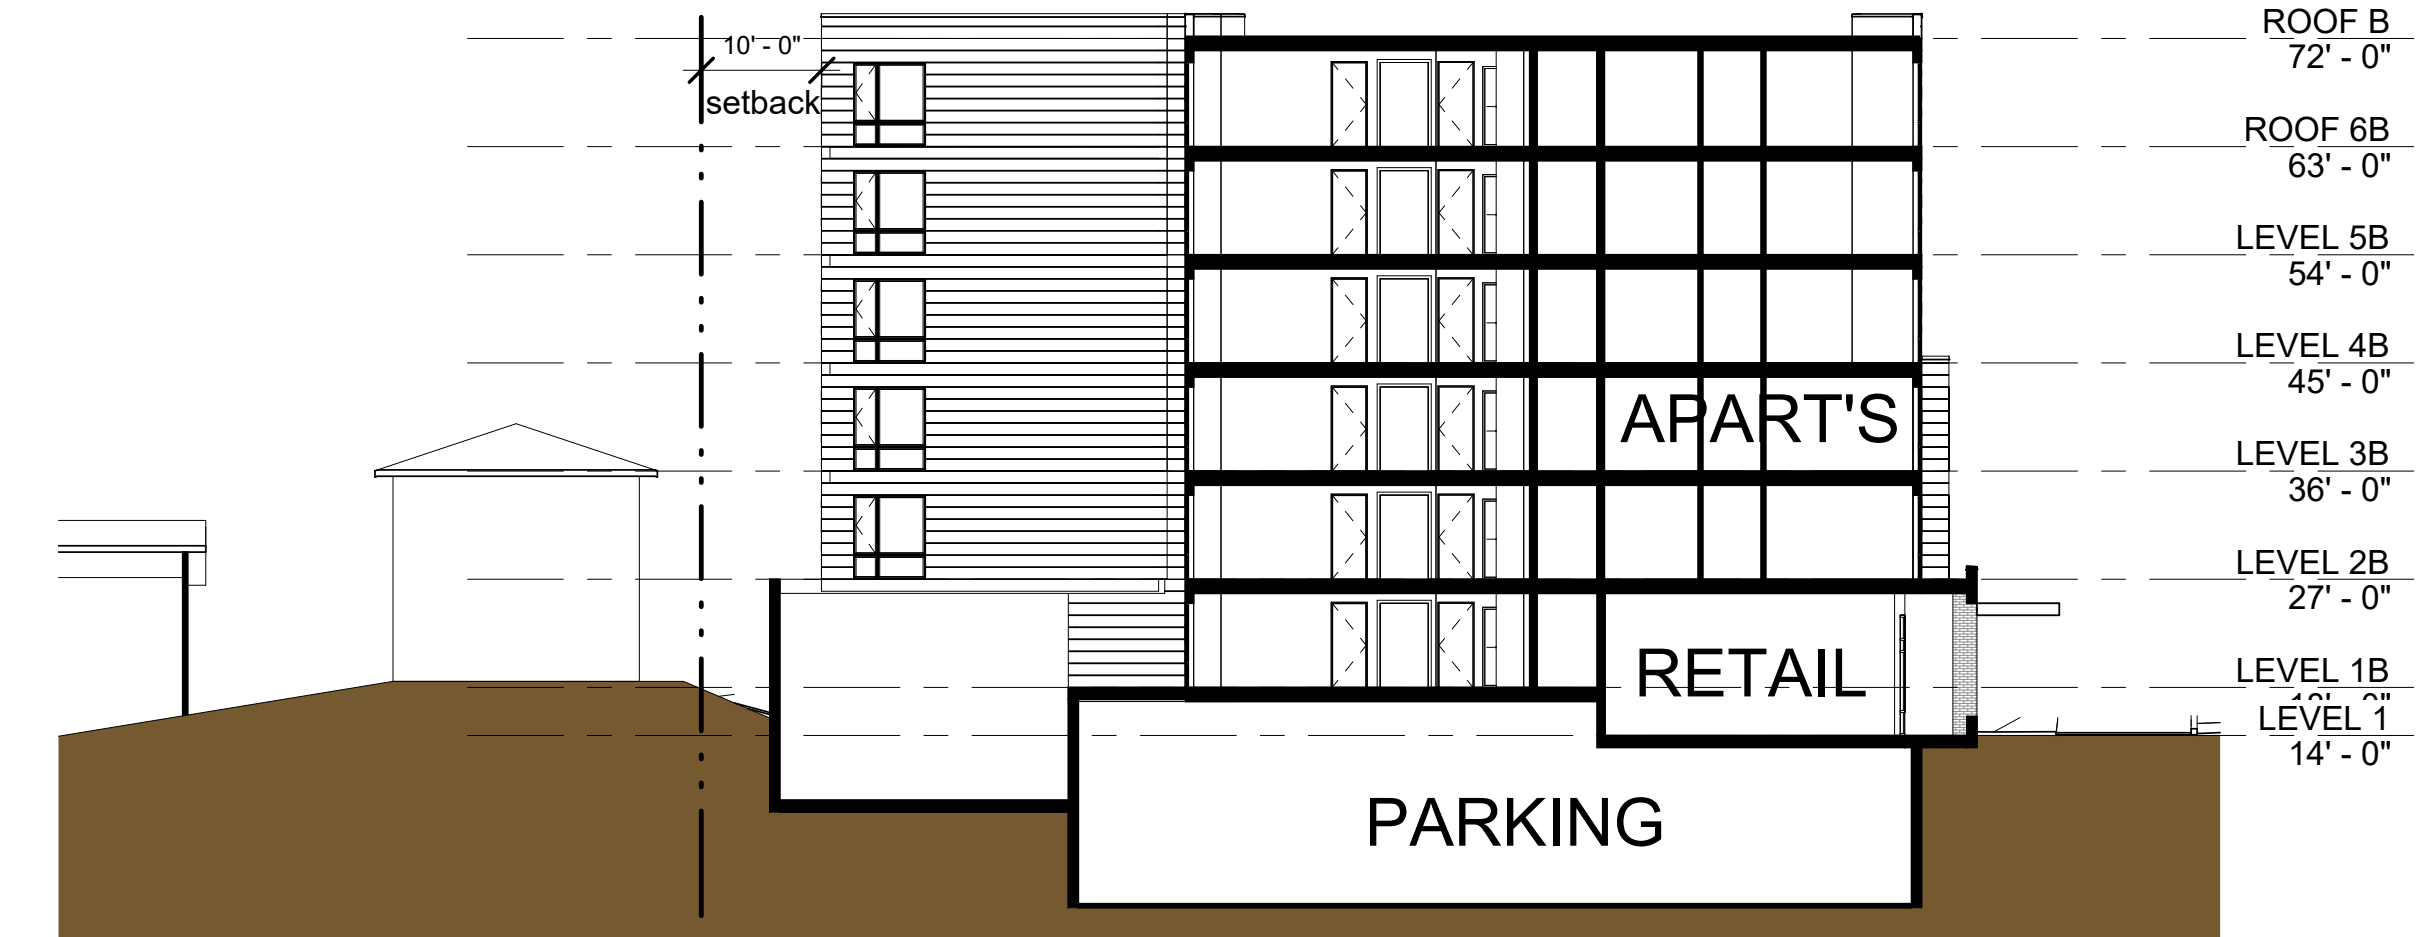 10' - 0"
setback
ROOF B
72' - 0"
ROOF 6B
63' - 0"
LEVEL 5B
54' - 0"
LEVEL 4B
45' - 0"
APART'S
LEVEL 3B
36' - 0"
LEVEL 2B
27' - 0"
RETAIL
LEVEL 1B
LEVEL 1
14' - 0"
PARKING